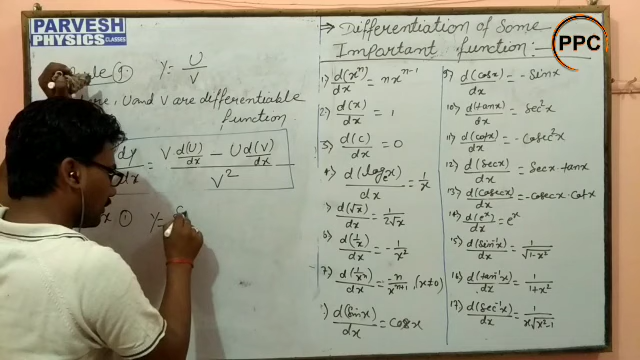 PARVESH
PHYSICS CLASSES
Rule 9. Y = U/V
U and V are differentiable
function.
dy/dx = (V d(U)/dx − U d(V)/dx) / V²
x ① Y =
⇒ Differentiation of Some
Important function:—
PPC
1) d(xⁿ)/dx = nxⁿ⁻¹
2) d(x)/dx = 1
3) d(C)/dx = 0
4) d(logₑx)/dx = 1/x
5) d(√x)/dx = 1/2√x
6) d(1/x)/dx = −1/x²
7) d(1/xⁿ)/dx = n/xⁿ⁺¹, (x≠0)
d(sinx)/dx = cosx
9) d(cosx)/dx = −sinx
10) d(tanx)/dx = sec²x
11) d(cotx)/dx = −cosec²x
12) d(secx)/dx = secx·tanx
13) d(cosecx)/dx = −cosecx·cotx
14) d(eˣ)/dx = eˣ
15) d(sin⁻¹x)/dx = 1/√1−x²
16) d(tan⁻¹x)/dx = 1/1+x²
17) d(sec⁻¹x)/dx = 1/x√x²−1